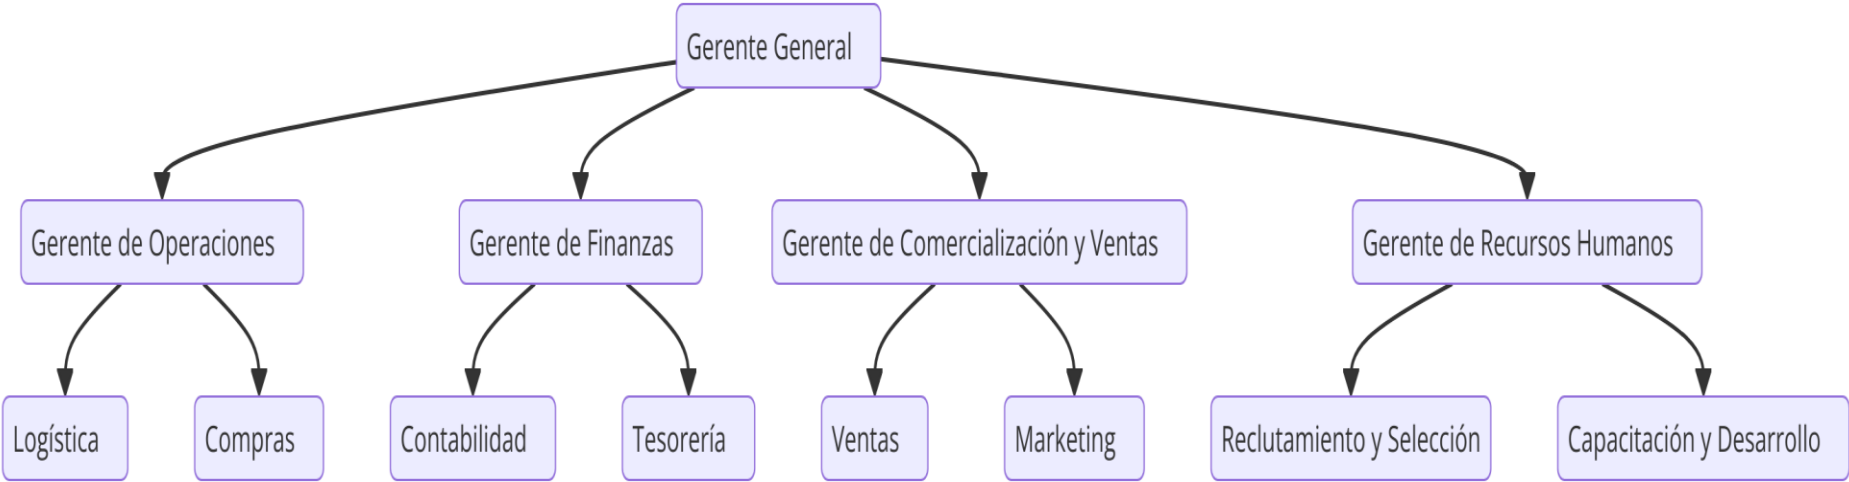 Gerente General
Gerente de Operaciones
Gerente de Finanzas
Gerente de Comercialización y Ventas
Gerente de Recursos Humanos
Logística
Compras
Contabilidad
Tesorería
Ventas
Marketing
Reclutamiento y Selección
Capacitación y Desarrollo